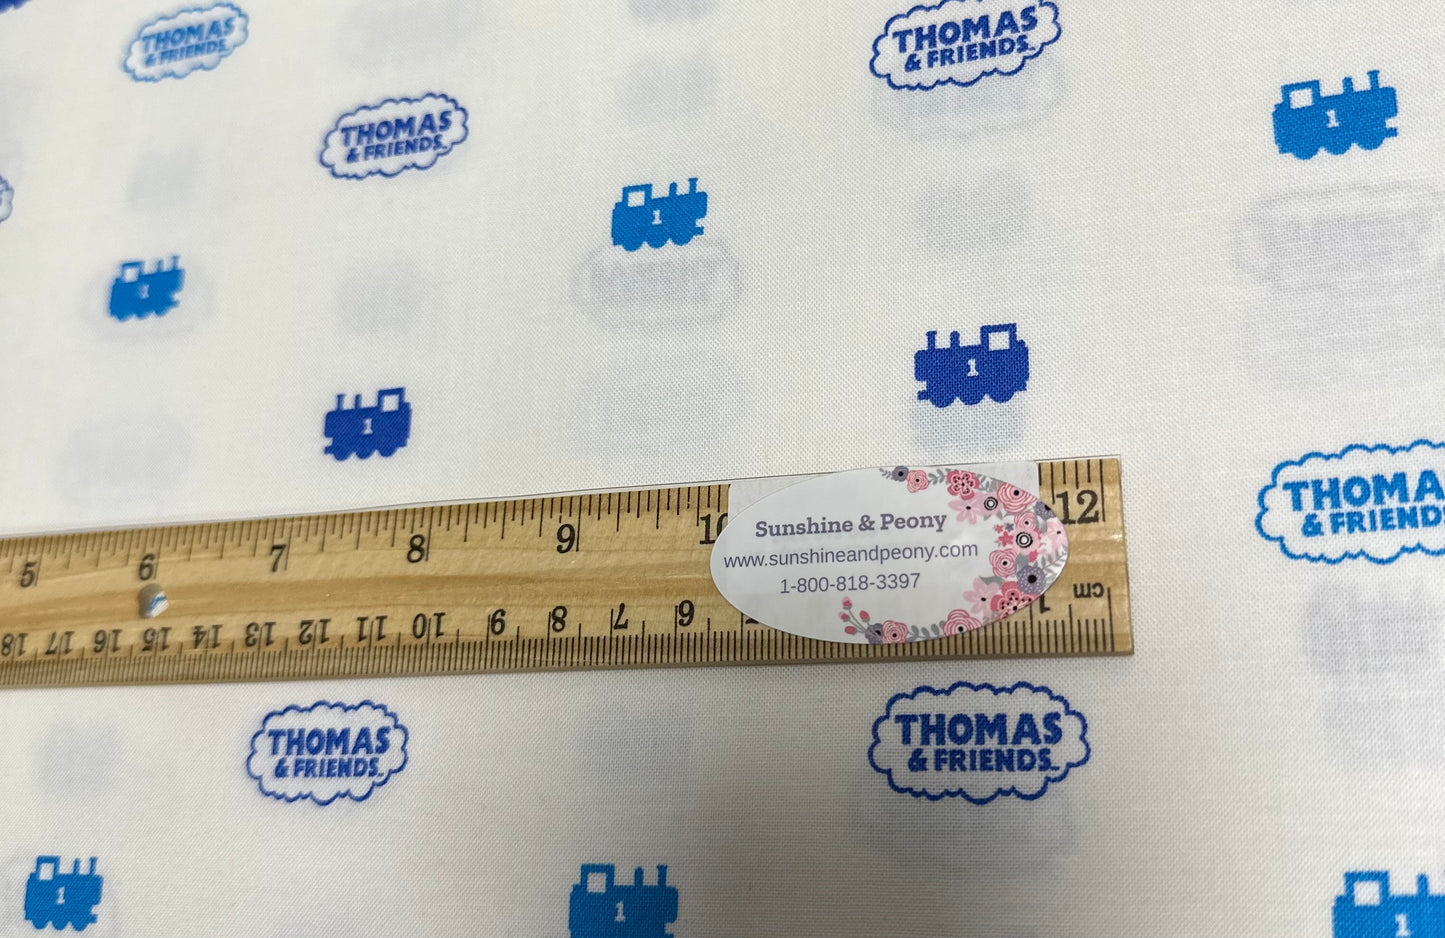 THOMAS
& FRIENDS
THOMAS
& FRIENDS
THOMAS
& FRIENDS
1
1
1
1
1
THOMA
& FRIEND
5 6 7 8 9 10 12
Sunshine & Peony
www.sunshineandpeony.com
1-800-818-3397
cm
18 17 16 15 14 13 12 11 10 9 8 7 6 1
THOMAS
& FRIENDS
THOMAS
& FRIENDS
1
1
1